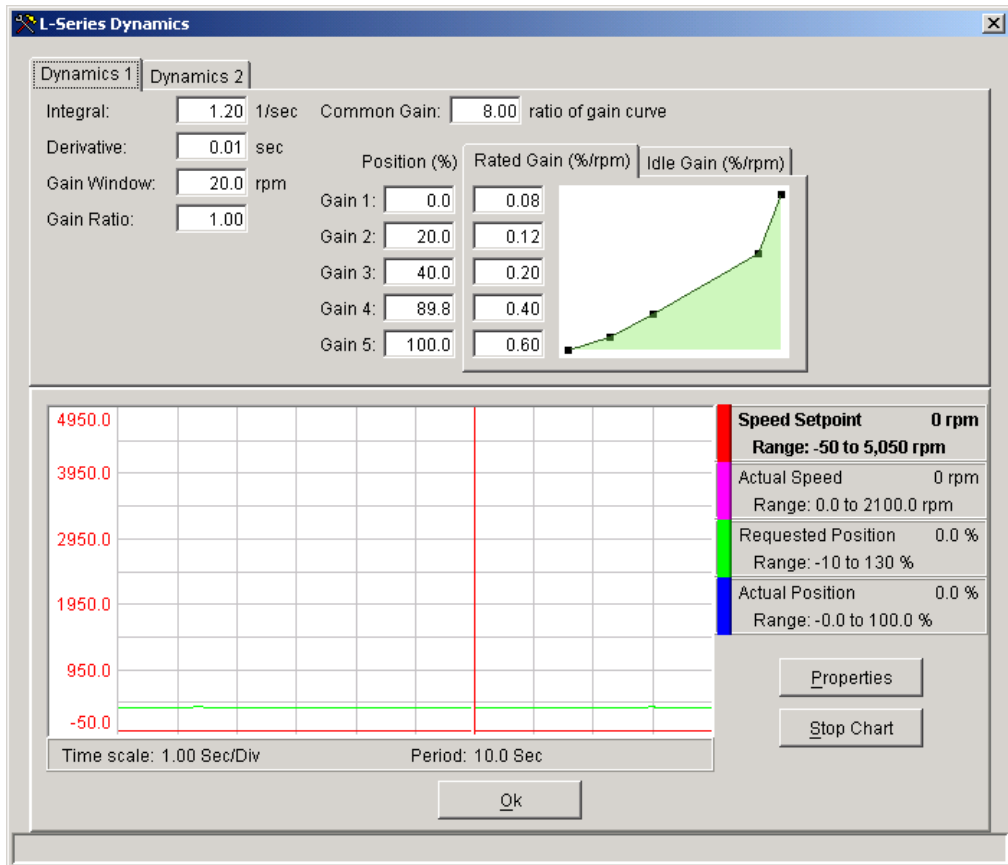 L-Series Dynamics
Dynamics 1 Dynamics 2
Integral: 1.20 1/sec Common Gain: 8.00 ratio of gain curve
Derivative: 0.01 sec
Position (%) Rated Gain (%/rpm) Idle Gain (%/rpm)
Gain Window: 20.0 rpm
Gain 1: 0.0 0.08
Gain Ratio: 1.00
Gain 2: 20.0 0.12
Gain 3: 40.0 0.20
Gain 4: 89.8 0.40
Gain 5: 100.0 0.60
4950.0
3950.0
2950.0
1950.0
950.0
-50.0
Time scale: 1.00 Sec/Div Period: 10.0 Sec
Speed Setpoint 0 rpm
Range: -50 to 5,050 rpm
Actual Speed 0 rpm
Range: 0.0 to 2100.0 rpm
Requested Position 0.0 %
Range: -10 to 130 %
Actual Position 0.0 %
Range: -0.0 to 100.0 %
Properties
Stop Chart
Ok